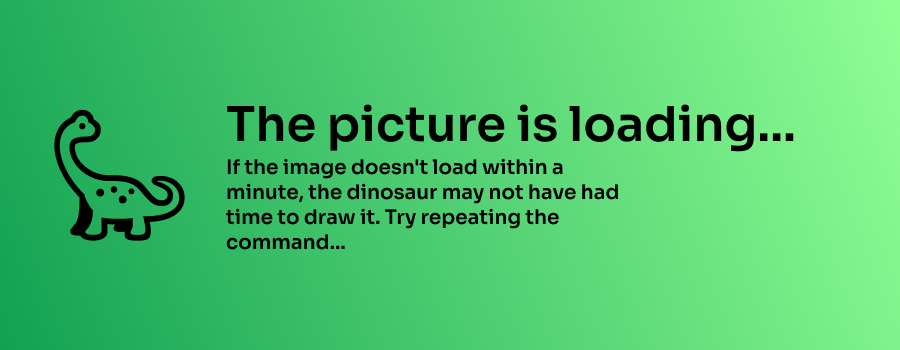 The picture is loading...
If the image doesn't load within a
minute, the dinosaur may not have had
time to draw it. Try repeating the
command...